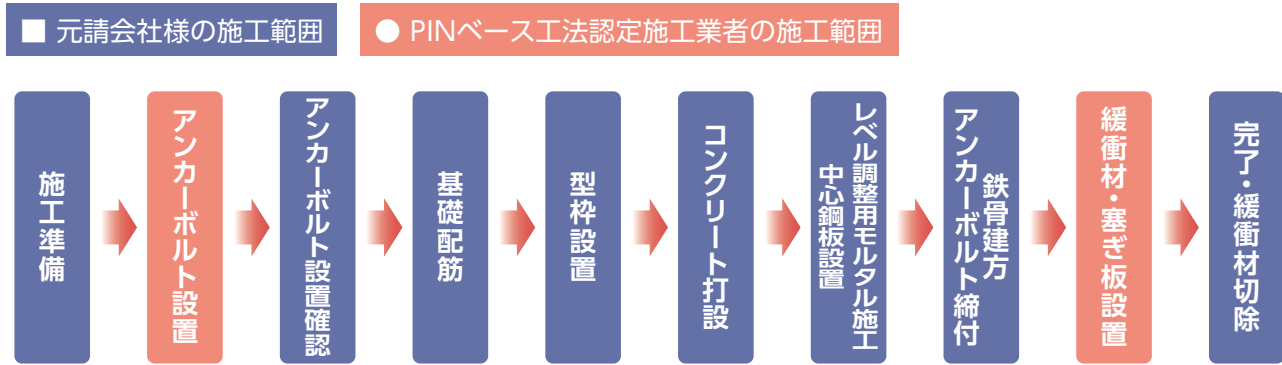 ■ 元請会社様の施工範囲
● PINベース工法認定施工業者の施工範囲
施工準備
アンカーボルト設置
アンカーボルト設置確認
基礎配筋
型枠設置
コンクリート打設
レベル調整用モルタル施工
中心鋼板設置
鉄骨建方
アンカーボルト締付
緩衝材・塞ぎ板設置
完了・緩衝材切除